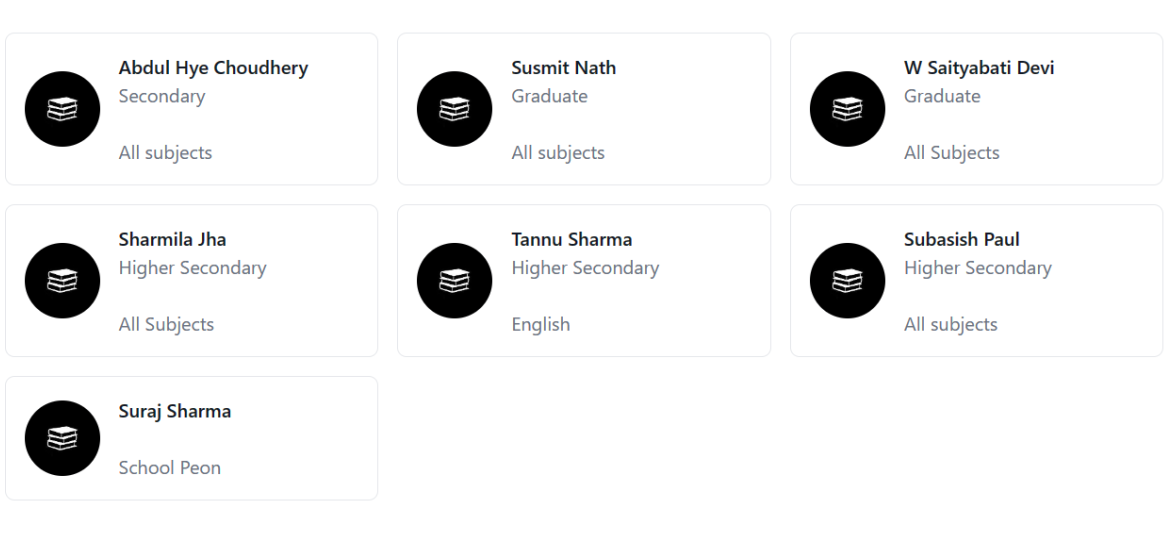 Abdul Hye Choudhery
Secondary
All subjects
Susmit Nath
Graduate
All subjects
W Saityabati Devi
Graduate
All Subjects
Sharmila Jha
Higher Secondary
All Subjects
Tannu Sharma
Higher Secondary
English
Subasish Paul
Higher Secondary
All subjects
Suraj Sharma
School Peon